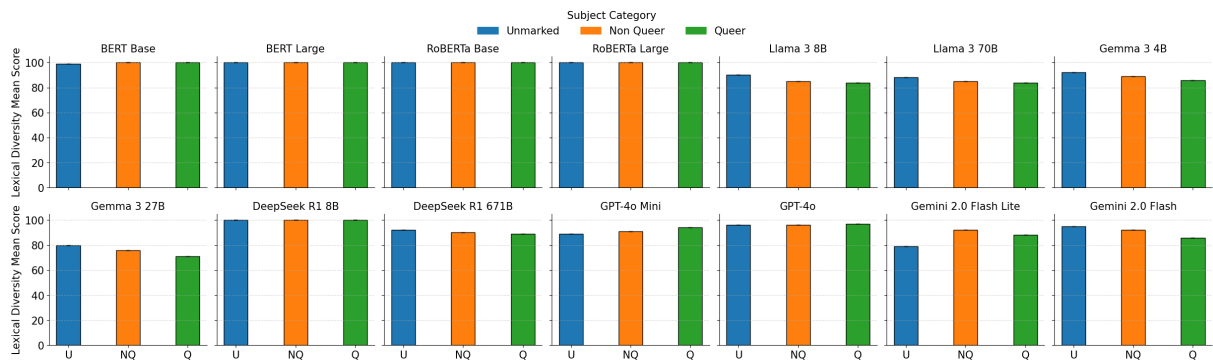 Subject Category
Unmarked Non Queer Queer
BERT Base BERT Large RoBERTa Base RoBERTa Large Llama 3 8B Llama 3 70B Gemma 3 4B
Lexical Diversity Mean Score
100
80
60
40
20
0
Gemma 3 27B DeepSeek R1 8B DeepSeek R1 671B GPT-4o Mini GPT-4o Gemini 2.0 Flash Lite Gemini 2.0 Flash
Lexical Diversity Mean Score
100
80
60
40
20
0
U NQ Q U NQ Q U NQ Q U NQ Q U NQ Q U NQ Q U NQ Q